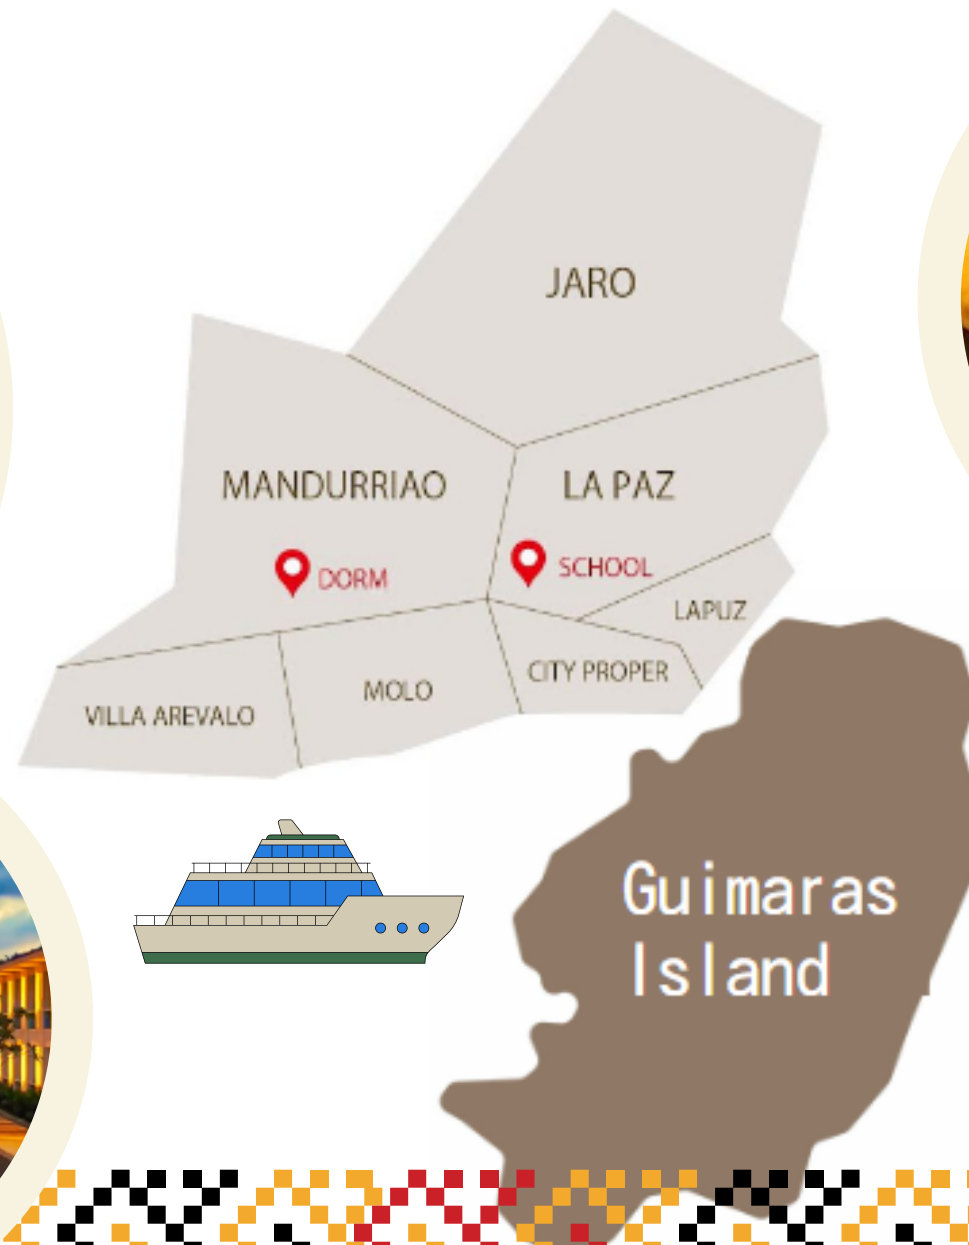 JARO
MANDURRIAO
LA PAZ
DORM
SCHOOL
LAPUZ
CITY PROPER
MOLO
VILLA AREVALO
Guimaras
Island